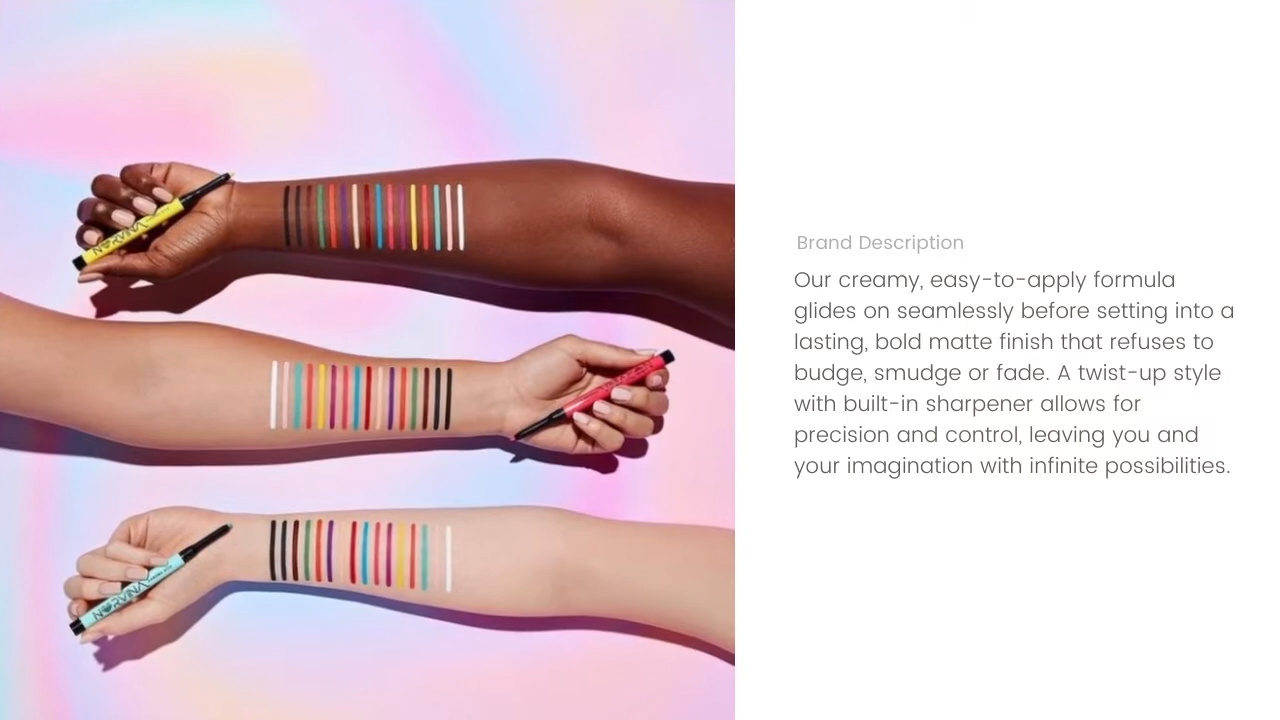 NORVINA
NORVINA
Brand Description
Our creamy, easy-to-apply formula
glides on seamlessly before setting into a
lasting, bold matte finish that refuses to
budge, smudge or fade. A twist-up style
with built-in sharpener allows for
precision and control, leaving you and
your imagination with infinite possibilities.